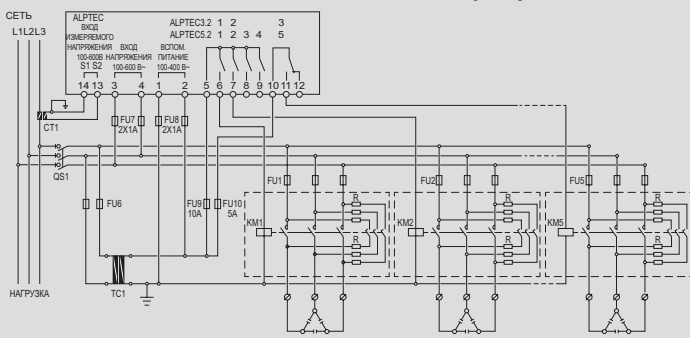 СЕТЬ
L1L2L3
ALPTEC
ВХОД
ИЗМЕРЯЕМОГО
НАПРЯЖЕНИЯ
100-600В
S1 S2
ВХОД
НАПРЯЖЕНИЯ
100-600 В~
ВСПОМ.
ПИТАНИЕ
100-400 В~
ALPTEC3.2 1 2 3
ALPTEC5.2 1 2 3 4 5
14 13 3 4 1 2 5 6 7 8 9 10 11 12
CT1
FU7
2X1A
FU8
2X1A
QS1
FU6
FU9
10A
FU10
5A
FU1
FU2
FU5
KM1
R
R
KM2
R
R
KM5
R
R
НАГРУЗКА
TC1